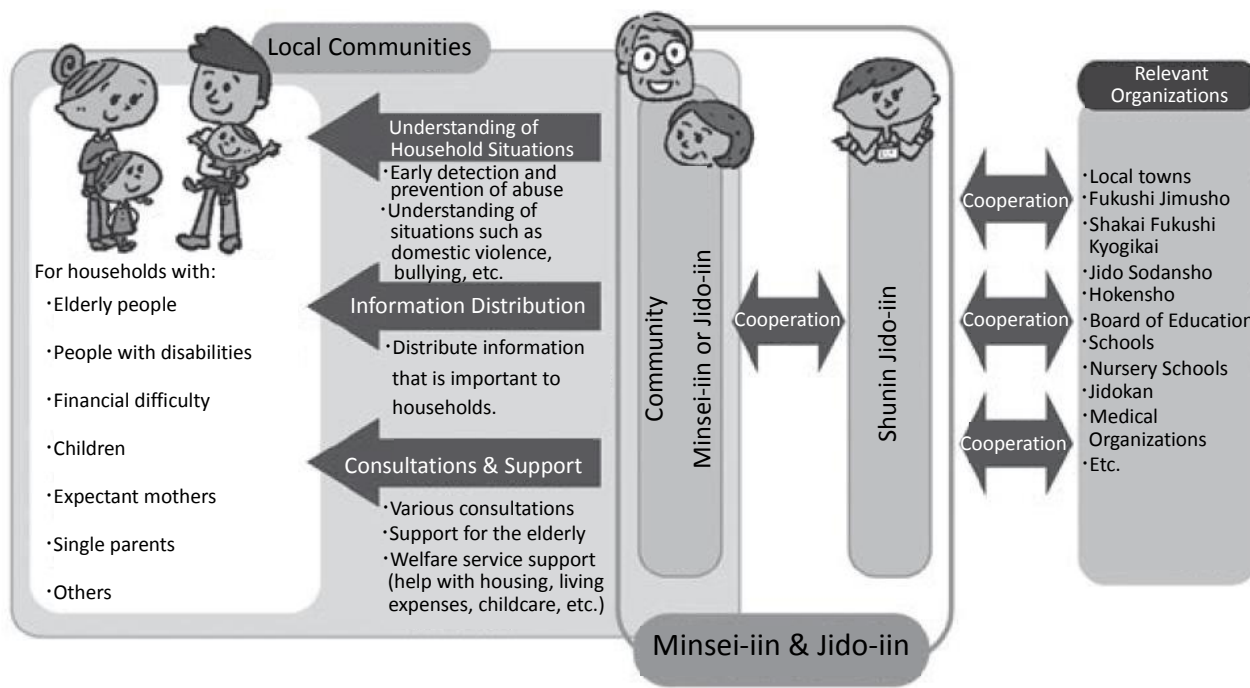 Local Communities
For households with:
・Elderly people
・People with disabilities
・Financial difficulty
・Children
・Expectant mothers
・Single parents
・Others
Understanding of
Household Situations
・Early detection and
prevention of abuse
・Understanding of
situations such as
domestic violence,
bullying, etc.
Information Distribution
・Distribute information
that is important to
households.
Consultations & Support
・Various consultations
・Support for the elderly
・Welfare service support
(help with housing, living
expenses, childcare, etc.)
Community
Minsei-iin or Jido-iin
Cooperation
Shunin Jido-iin
Minsei-iin & Jido-iin
Cooperation
Cooperation
Cooperation
Relevant
Organizations
・Local towns
・Fukushi Jimusho
・Shakai Fukushi
Kyogikai
・Jido Sodansho
・Hokensho
・Board of Education
・Schools
・Nursery Schools
・Jidokan
・Medical
Organizations
・Etc.